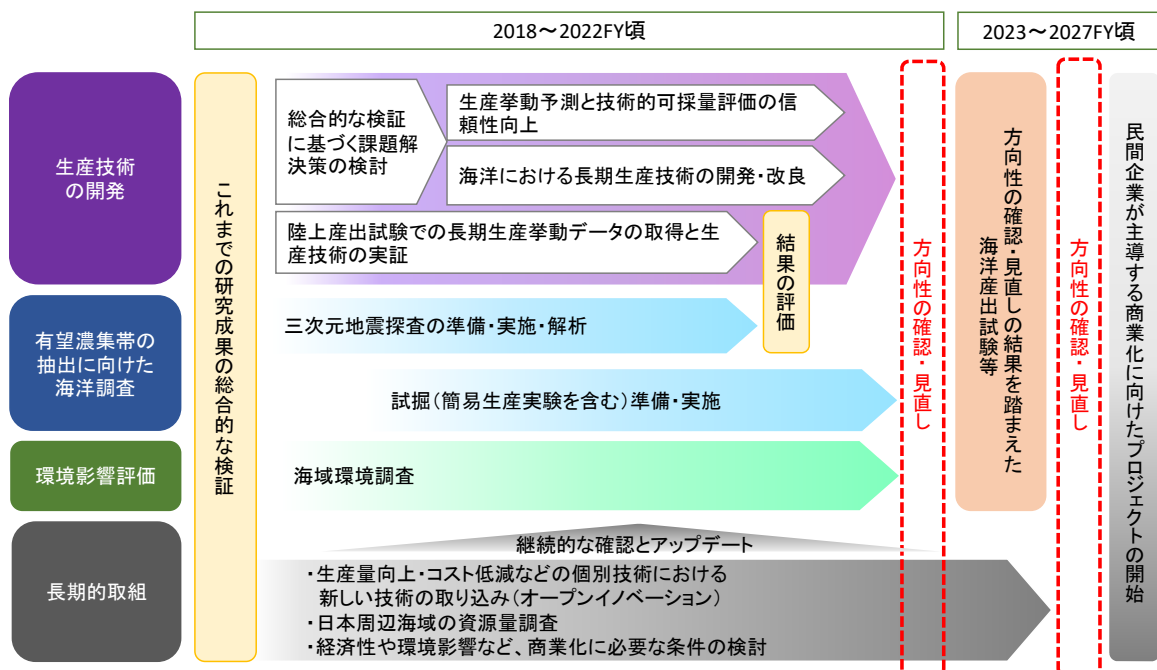 2018～2022FY頃
2023～2027FY頃
生産技術
の開発
有望濃集帯の
抽出に向けた
海洋調査
環境影響評価
長期的取組
これまでの研究成果の総合的な検証
総合的な検証
に基づく課題解
決策の検討
生産挙動予測と技術的可採量評価の信
頼性向上
海洋における長期生産技術の開発・改良
陸上産出試験での長期生産挙動データの取得と生
産技術の実証
結果の評価
三次元地震探査の準備・実施・解析
試掘（簡易生産実験を含む）準備・実施
海域環境調査
継続的な確認とアップデート
・生産量向上・コスト低減などの個別技術における
新しい技術の取り込み（オープンイノベーション）
・日本周辺海域の資源量調査
・経済性や環境影響など、商業化に必要な条件の検討
方向性の確認・見直し
方向性の確認・見直しの結果を踏まえた
海洋産出試験等
方向性の確認・見直し
民間企業が主導する商業化に向けたプロジェクトの開始